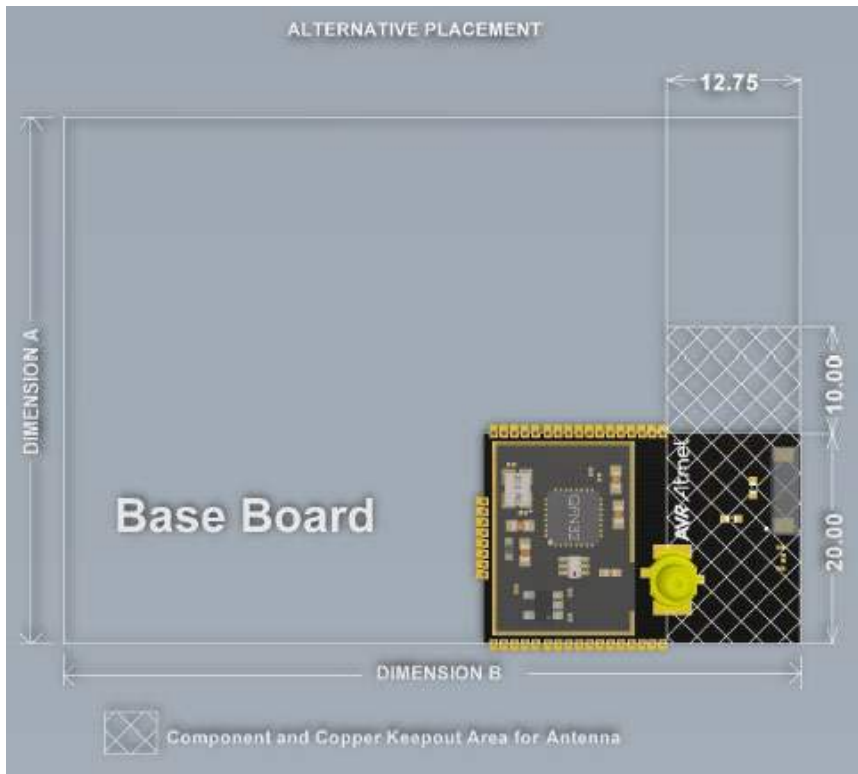 ALTERNATIVE PLACEMENT
12.75
DIMENSION A
10.00
AVR Atmel
QFN32
Base Board
20.00
DIMENSION B
Component and Copper Keepout Area for Antenna